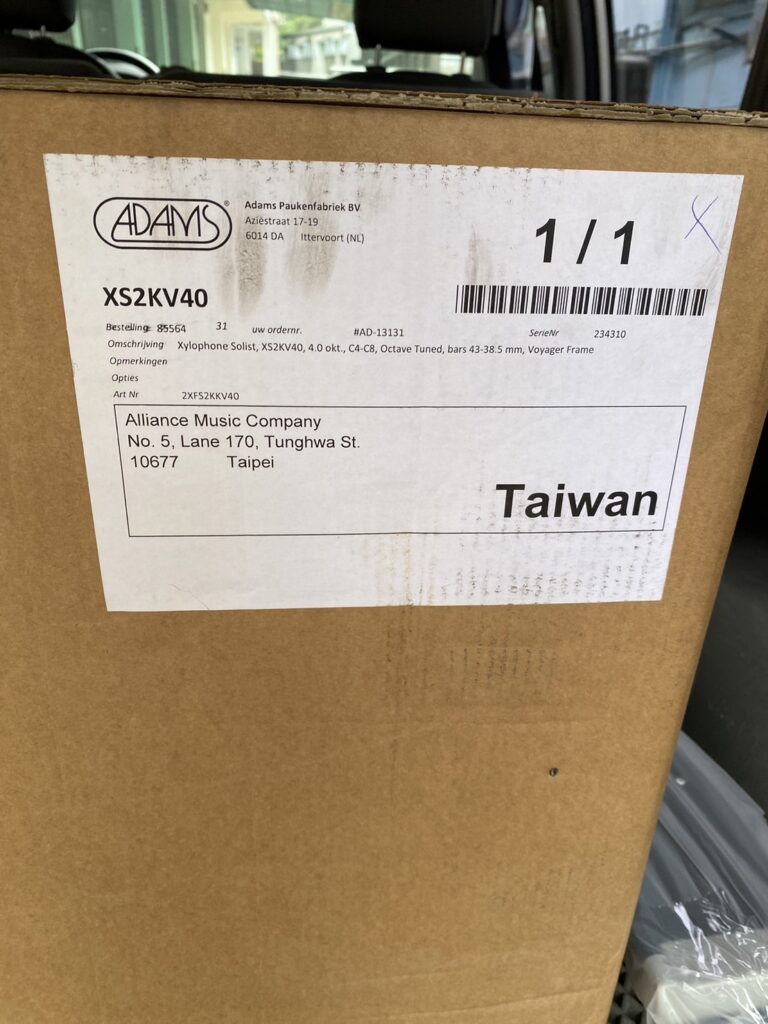 ADAMS®
Adams Paukenfabriek BV
Aziëstraat 17-19
6014 DA Ittervoort (NL)
1 / 1
X
XS2KV40
85564 31 uw ordernr. #AD-13131 SerieNr 234310
Omschrijving Xylophone Solist, XS2KV40, 4.0 okt., C4-C8, Octave Tuned, bars 43-38.5 mm, Voyager Frame
Opmerkingen
Opties
Art Nr 2XFS2KKV40
Alliance Music Company
No. 5, Lane 170, Tunghwa St.
10677 Taipei
Taiwan